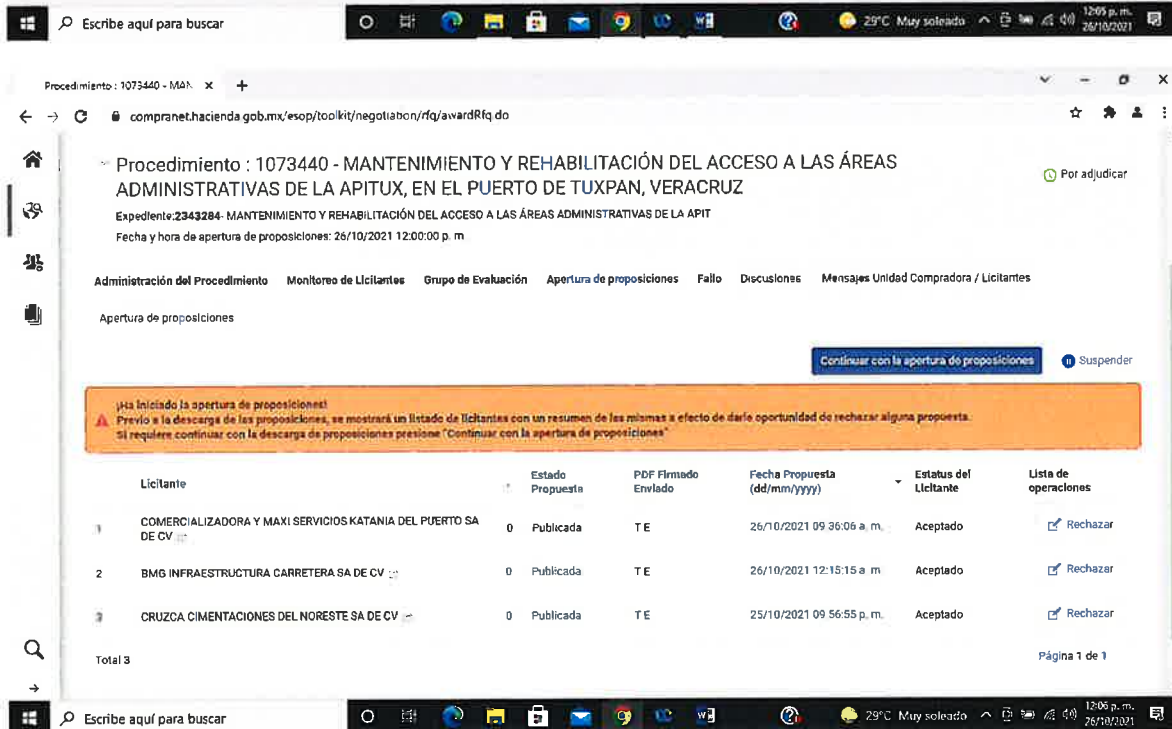 Escribe aquí para buscar
29°C Muy soleado
12:05 p. m.
26/10/2021
Procedimiento : 1073440 - MAN
compranet.hacienda.gob.mx/esop/toolkit/negotiation/rfq/awardRfq.do
Procedimiento : 1073440 - MANTENIMIENTO Y REHABILITACIÓN DEL ACCESO A LAS ÁREAS
ADMINISTRATIVAS DE LA APITUX, EN EL PUERTO DE TUXPAN, VERACRUZ
Por adjudicar
Expediente:2343284- MANTENIMIENTO Y REHABILITACIÓN DEL ACCESO A LAS ÁREAS ADMINISTRATIVAS DE LA APIT
Fecha y hora de apertura de proposiciones: 26/10/2021 12:00:00 p. m
Administración del Procedimiento Monitoreo de Licitantes Grupo de Evaluación Apertura de proposiciones Fallo Discusiones Mensajes Unidad Compradora / Licitantes
Apertura de proposiciones
Continuar con la apertura de proposiciones Suspender
¡Ha iniciado la apertura de proposiciones!
Previo a la descarga de las proposiciones, se mostrará un listado de licitantes con un resumen de las mismas a efecto de darle oportunidad de rechazar alguna propuesta.
Si requiere continuar con la descarga de proposiciones presione "Continuar con la apertura de proposiciones"
Licitante Estado Propuesta PDF Firmado Enviado Fecha Propuesta (dd/mm/yyyy) Estatus del Licitante Lista de operaciones
1 COMERCIALIZADORA Y MAXI SERVICIOS KATANIA DEL PUERTO SA DE CV 0 Publicada T E 26/10/2021 09:36:06 a. m. Aceptado Rechazar
2 BMG INFRAESTRUCTURA CARRETERA SA DE CV 0 Publicada T E 26/10/2021 12:15:15 a m Aceptado Rechazar
3 CRUZCA CIMENTACIONES DEL NORESTE SA DE CV 0 Publicada T E 25/10/2021 09:56:55 p. m. Aceptado Rechazar
Total 3
Página 1 de 1
Escribe aquí para buscar
29°C Muy soleado
12:06 p. m.
26/10/2021